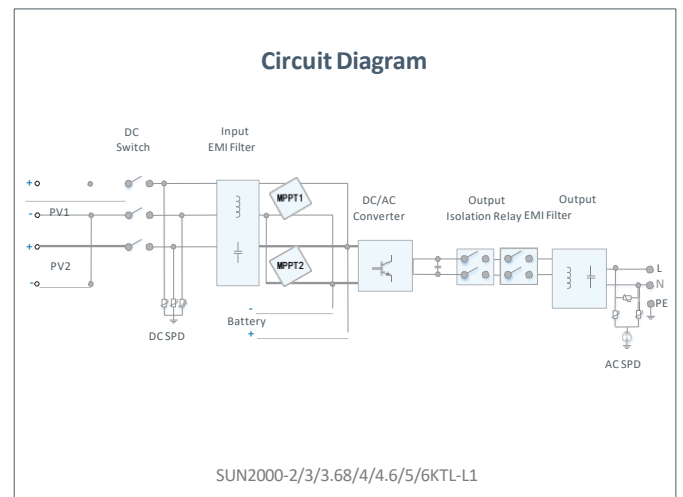 Circuit Diagram
DC
Switch
Input
EMI Filter
MPPT1
DC/AC
Converter
Output
Isolation Relay
Output
EMI Filter
+
- PV1
+
PV2
-
MPPT2
L
N
PE
-
Battery
+
DC SPD
AC SPD
SUN2000-2/3/3.68/4/4.6/5/6KTL-L1